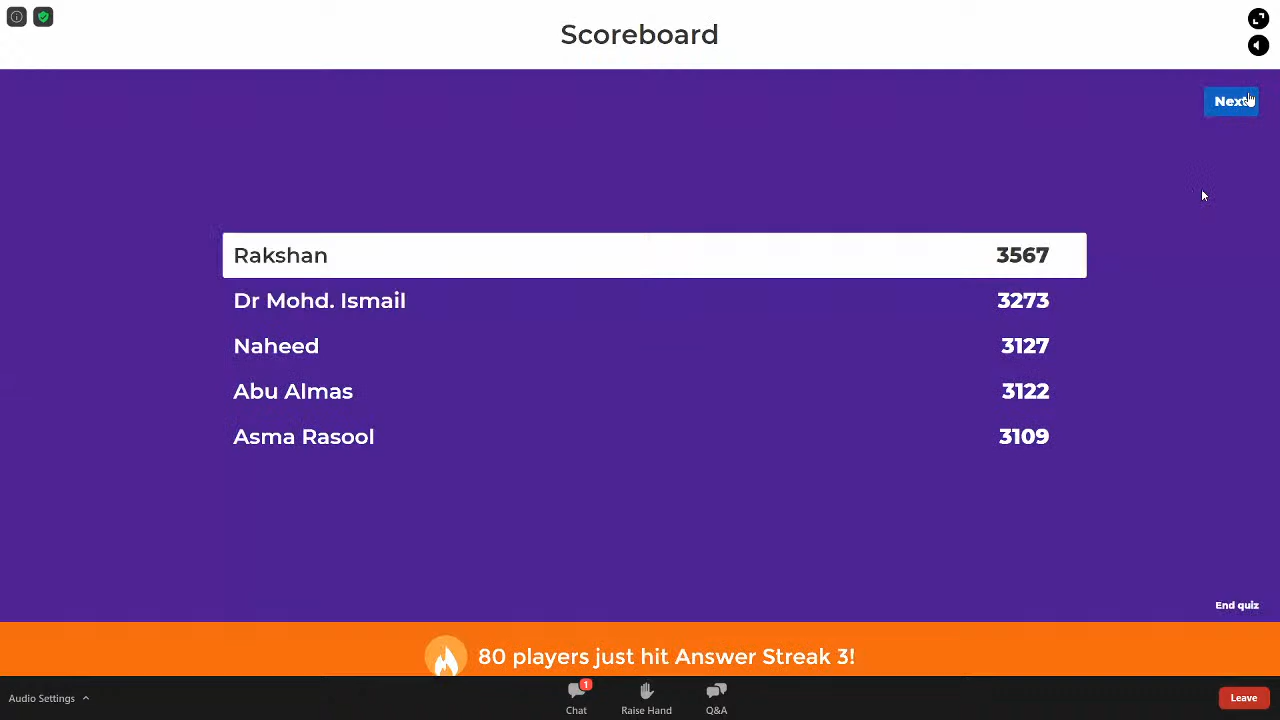 Scoreboard
Next
Rakshan 3567
Dr Mohd. Ismail 3273
Naheed 3127
Abu Almas 3122
Asma Rasool 3109
End quiz
80 players just hit Answer Streak 3!
Audio Settings
1
Chat
Raise Hand
Q&A
Leave